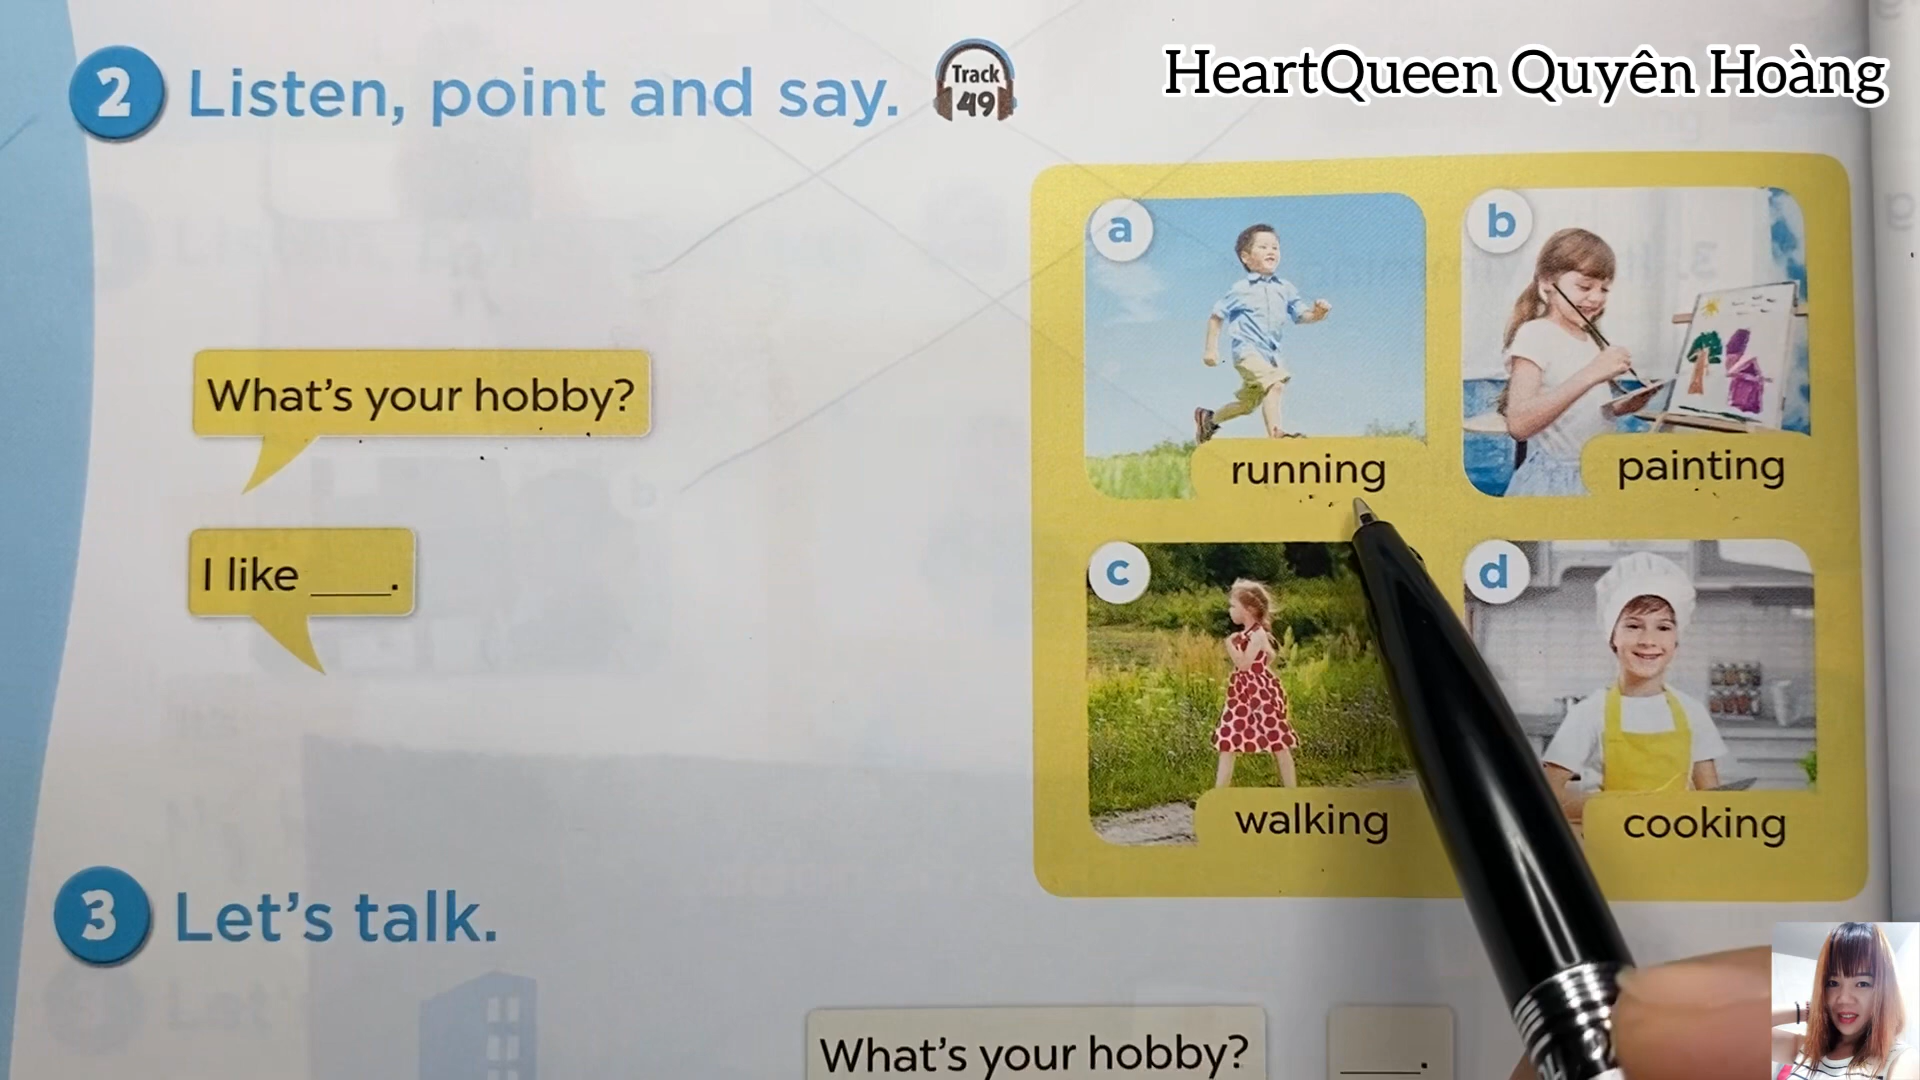 HeartQueen Quyên Hoàng
2 Listen, point and say. Track 49
What's your hobby?
I like ____.
a
running
b
painting
c
walking
d
cooking
3 Let's talk.
What's your hobby?
____.